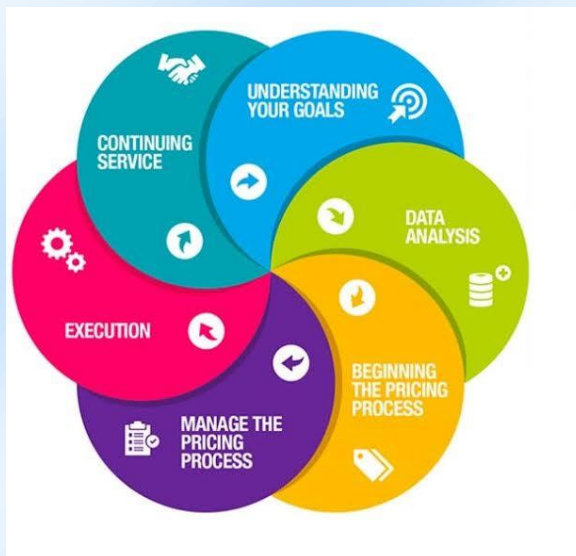 UNDERSTANDING
YOUR GOALS
DATA
ANALYSIS
BEGINNING
THE PRICING
PROCESS
MANAGE THE
PRICING
PROCESS
EXECUTION
CONTINUING
SERVICE